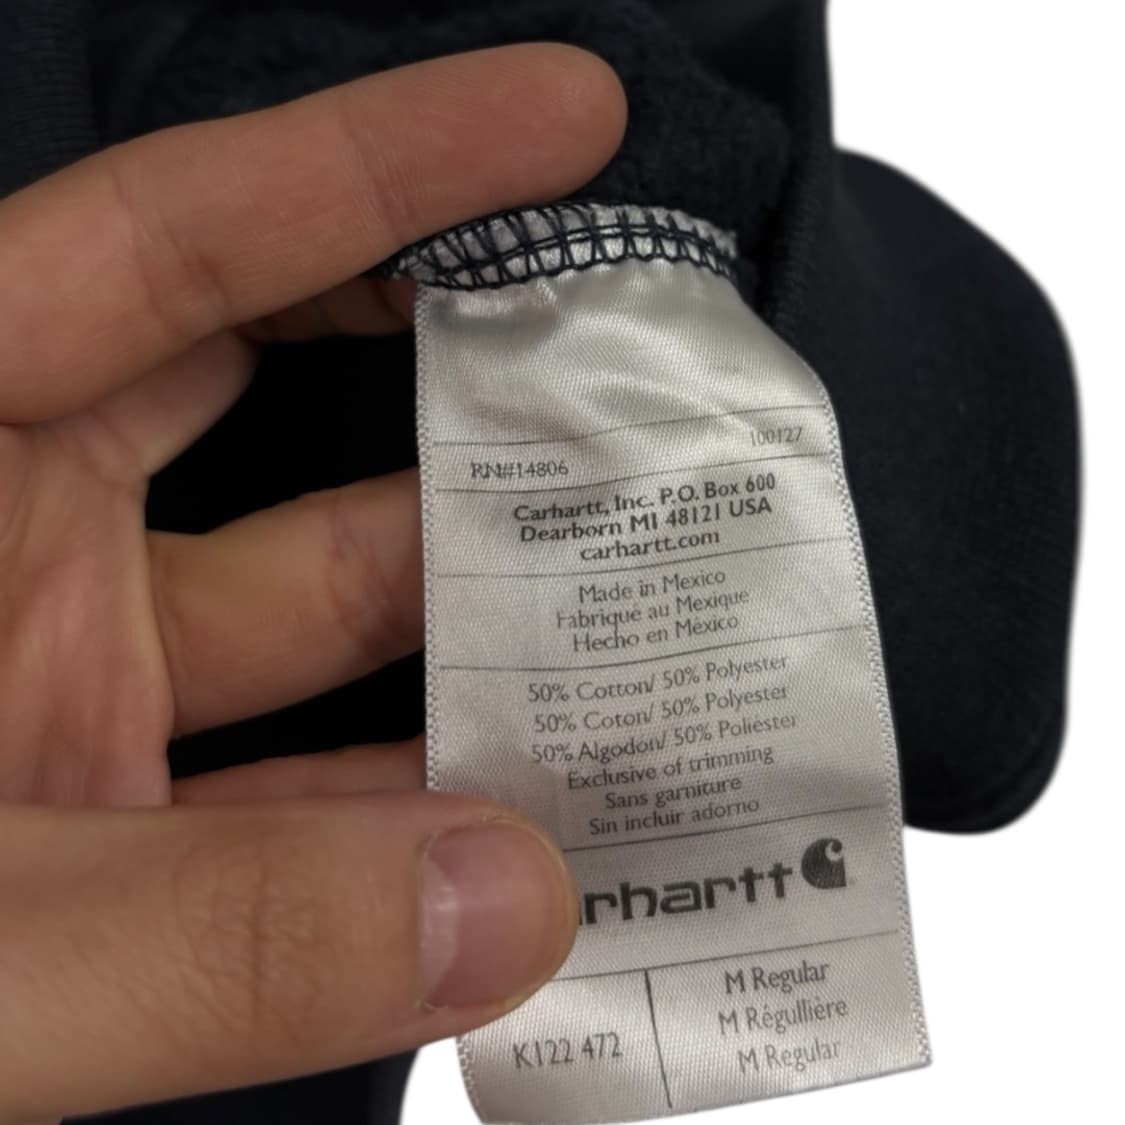 100127
RN#14806
Carhartt, Inc. P.O. Box 600
Dearborn MI 48121 USA
carhartt.com
Made in Mexico
Fabriqué au Mexique
Hecho en México
50% Cotton/ 50% Polyester
50% Coton/ 50% Polyester
50% Algodon/ 50% Poliéster
Exclusive of trimming
Sans garniture
Sin incluir adorno
rhartt
K122 472
M Regular
M Régullière
M Regular